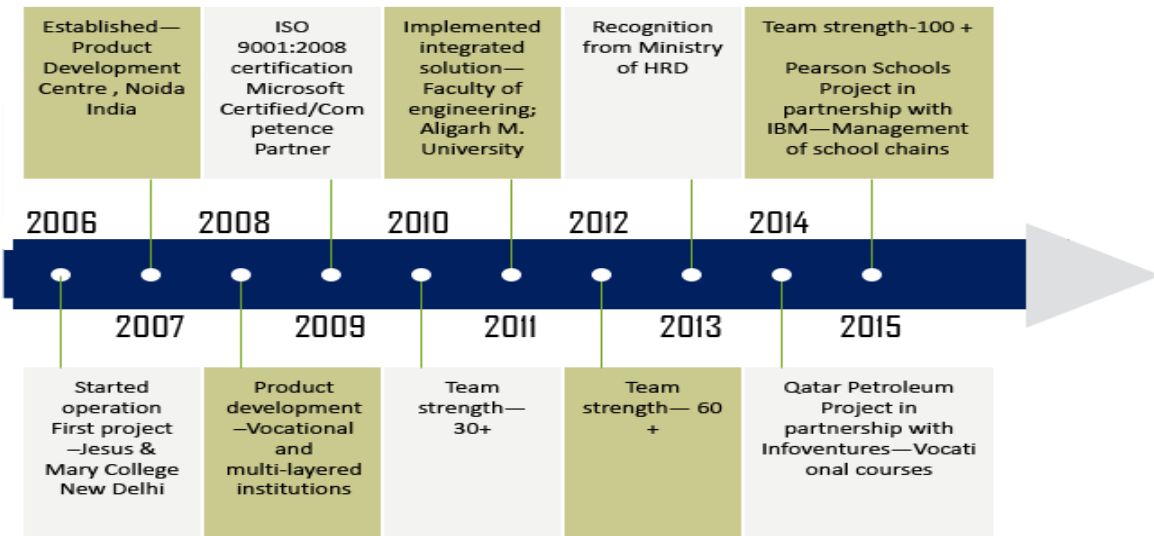 Established—
Product
Development
Centre , Noida
India
ISO
9001:2008
certification
Microsoft
Certified/Com
petence
Partner
Implemented
integrated
solution—
Faculty of
engineering;
Aligarh M.
University
Recognition
from Ministry
of HRD
Team strength-100 +
Pearson Schools
Project in
partnership with
IBM—Management
of school chains
2006
2008
2010
2012
2014
2007
2009
2011
2013
2015
Started
operation
First project
–Jesus &
Mary College
New Delhi
Product
development
–Vocational
and
multi-layered
institutions
Team
strength—
30+
Team
strength— 60
+
Qatar Petroleum
Project in
partnership with
Infoventures—Vocati
onal courses